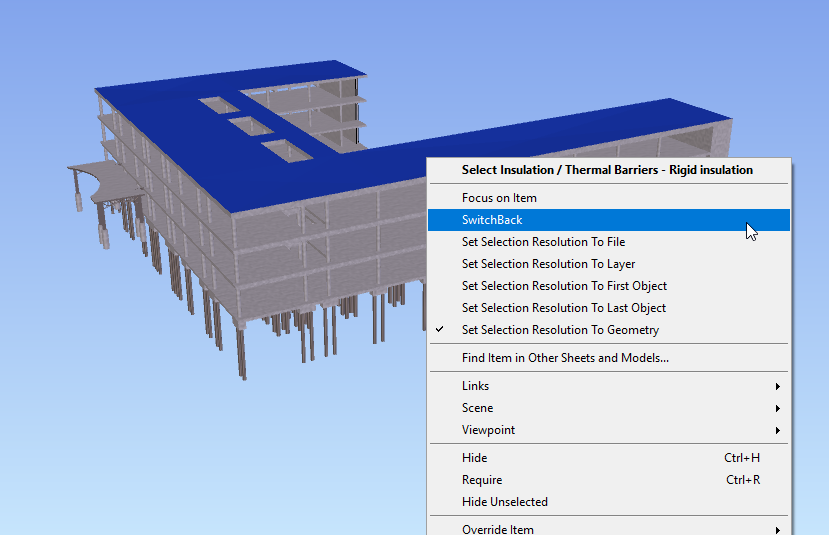 Select Insulation / Thermal Barriers - Rigid insulation
Focus on Item
SwitchBack
Set Selection Resolution To File
Set Selection Resolution To Layer
Set Selection Resolution To First Object
Set Selection Resolution To Last Object
Set Selection Resolution To Geometry
Find Item in Other Sheets and Models...
Links
Scene
Viewpoint
Hide Ctrl+H
Require Ctrl+R
Hide Unselected
Override Item